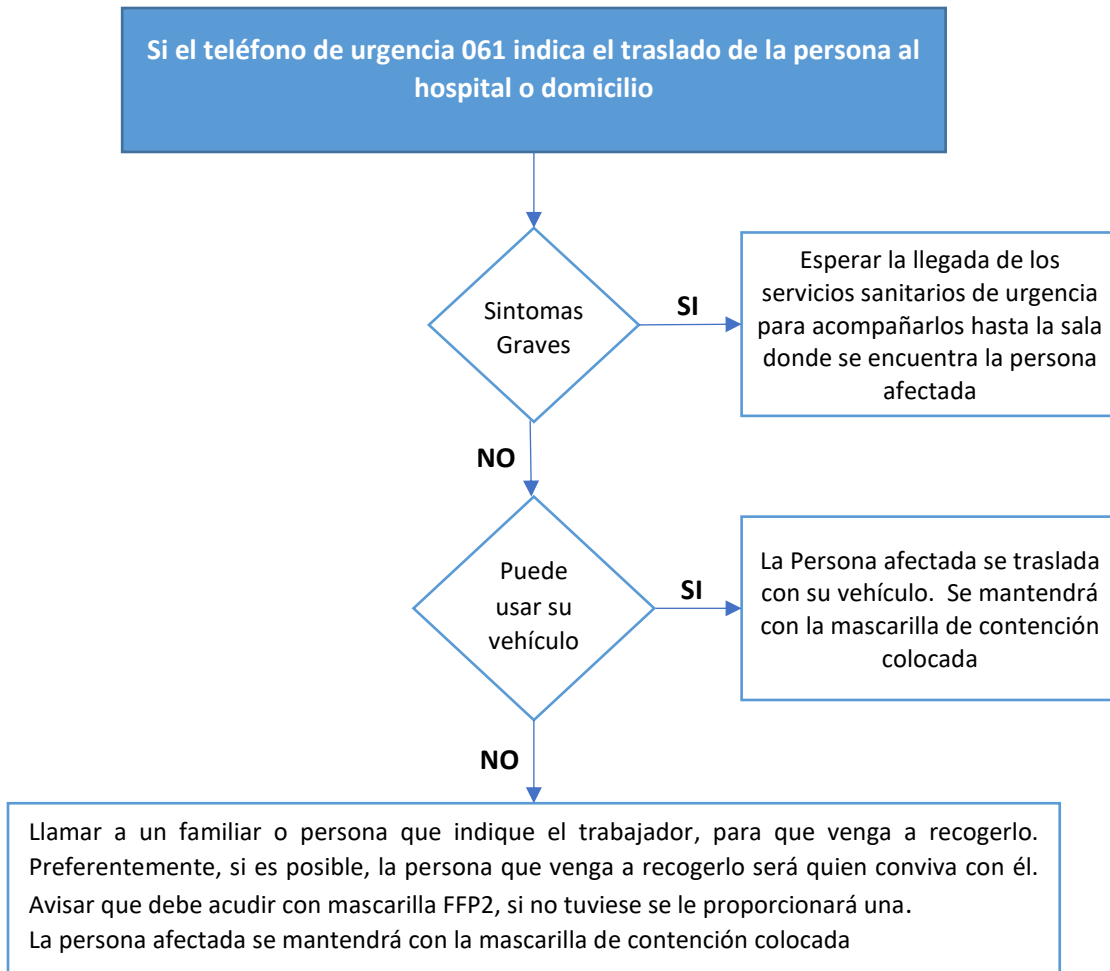 Si el teléfono de urgencia 061 indica el traslado de la persona al
hospital o domicilio
Sintomas
Graves
SI
Esperar la llegada de los
servicios sanitarios de urgencia
para acompañarlos hasta la sala
donde se encuentra la persona
afectada
NO
Puede
usar su
vehículo
SI
La Persona afectada se traslada
con su vehículo. Se mantendrá
con la mascarilla de contención
colocada
NO
Llamar a un familiar o persona que indique el trabajador, para que venga a recogerlo.
Preferentemente, si es posible, la persona que venga a recogerlo será quien conviva con él.
Avisar que debe acudir con mascarilla FFP2, si no tuviese se le proporcionará una.
La persona afectada se mantendrá con la mascarilla de contención colocada